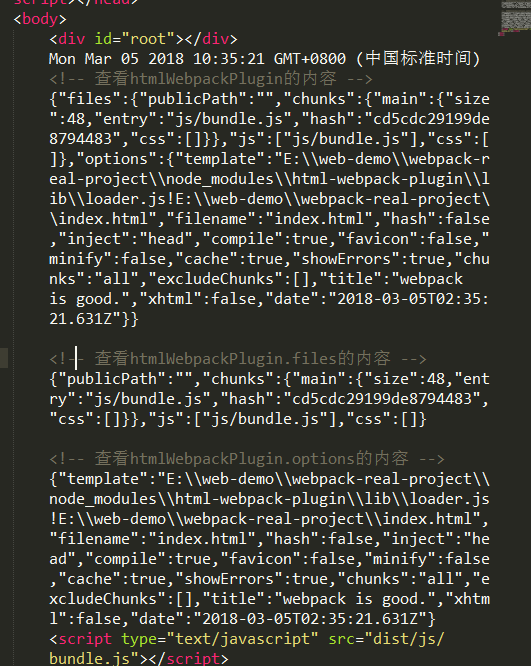 script></head>
<body>
<div id="root"></div>
Mon Mar 05 2018 10:35:21 GMT+0800 (中国标准时间)
<!-- 查看htmlWebpackPlugin的内容 -->
{"files":{"publicPath":"","chunks":{"main":{"size
":48,"entry":"js/bundle.js","hash":"cd5cdc29199de
8794483","css":[]}},"js":["js/bundle.js"],"css":[
]},"options":{"template":"E:\\web-demo\\webpack-r
eal-project\\node_modules\\html-webpack-plugin\\l
ib\\loader.js!E:\\web-demo\\webpack-real-project\
\index.html","filename":"index.html","hash":false
,"inject":"head","compile":true,"favicon":false,"
minify":false,"cache":true,"showErrors":true,"chu
nks":"all","excludeChunks":[],"title":"webpack
is good.","xhtml":false,"date":"2018-03-05T02:35:
21.631Z"}}
<!-- 查看htmlWebpackPlugin.files的内容 -->
{"publicPath":"","chunks":{"main":{"size":48,"ent
ry":"js/bundle.js","hash":"cd5cdc29199de8794483",
"css":[]}},"js":["js/bundle.js"],"css":[]}
<!-- 查看htmlWebpackPlugin.options的内容 -->
{"template":"E:\\web-demo\\webpack-real-project\\
node_modules\\html-webpack-plugin\\lib\\loader.js
!E:\\web-demo\\webpack-real-project\\index.html",
"filename":"index.html","hash":false,"inject":"he
ad","compile":true,"favicon":false,"minify":false
,"cache":true,"showErrors":true,"chunks":"all","e
xcludeChunks":[],"title":"webpack is good.","xhtm
l":false,"date":"2018-03-05T02:35:21.631Z"}
<script type="text/javascript" src="dist/js/
bundle.js"></script>